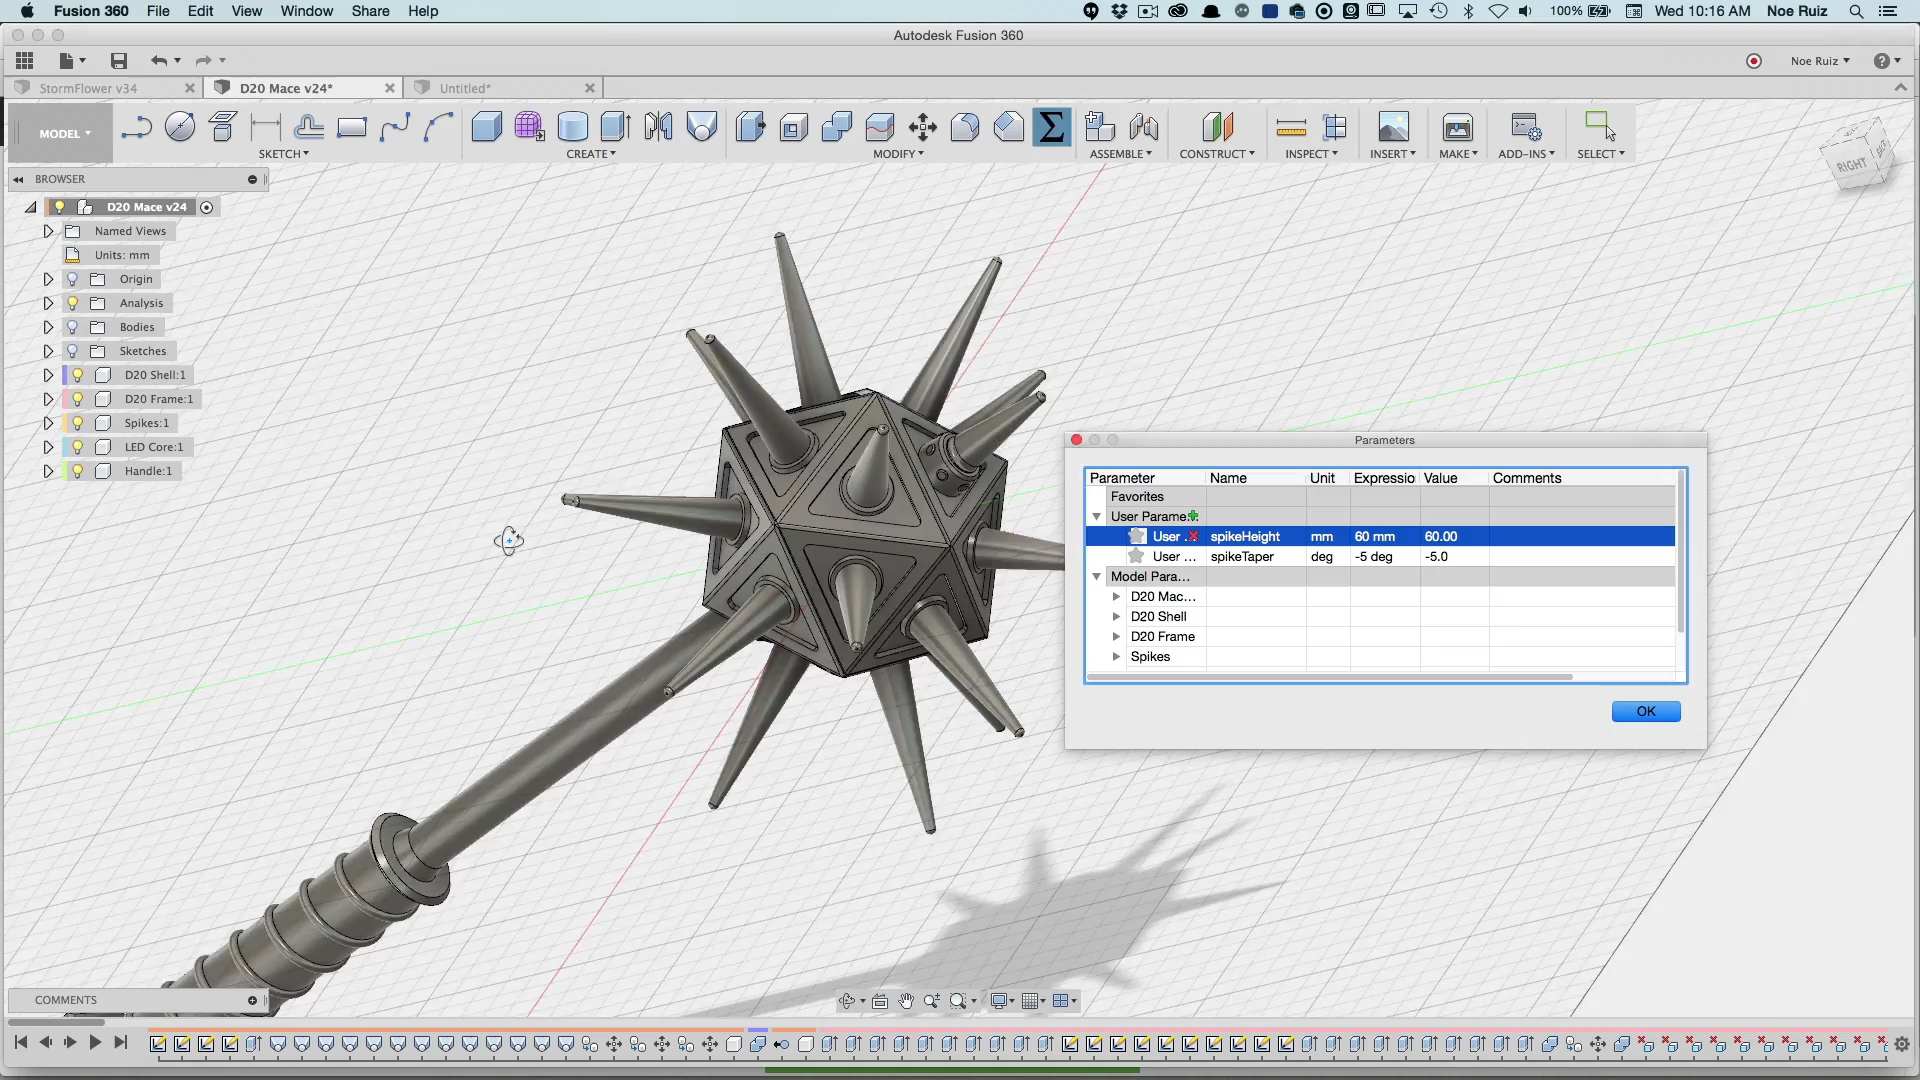 Fusion 360 File Edit View Window Share Help 100% Wed 10:16 AM Noe Ruiz
Autodesk Fusion 360
Noe Ruiz
StormFlower v34 D20 Mace v24* Untitled*
MODEL
SKETCH CREATE MODIFY ASSEMBLE CONSTRUCT INSPECT INSERT MAKE ADD-INS SELECT
RIGHT
BROWSER
D20 Mace v24
Named Views
Units: mm
Origin
Analysis
Bodies
Sketches
D20 Shell:1
D20 Frame:1
Spikes:1
LED Core:1
Handle:1
Parameters
Parameter Name Unit Expressio Value Comments
Favorites
User Parame
User . spikeHeight mm 60 mm 60.00
User ... spikeTaper deg -5 deg -5.0
Model Para...
D20 Mac...
D20 Shell
D20 Frame
Spikes
OK
COMMENTS